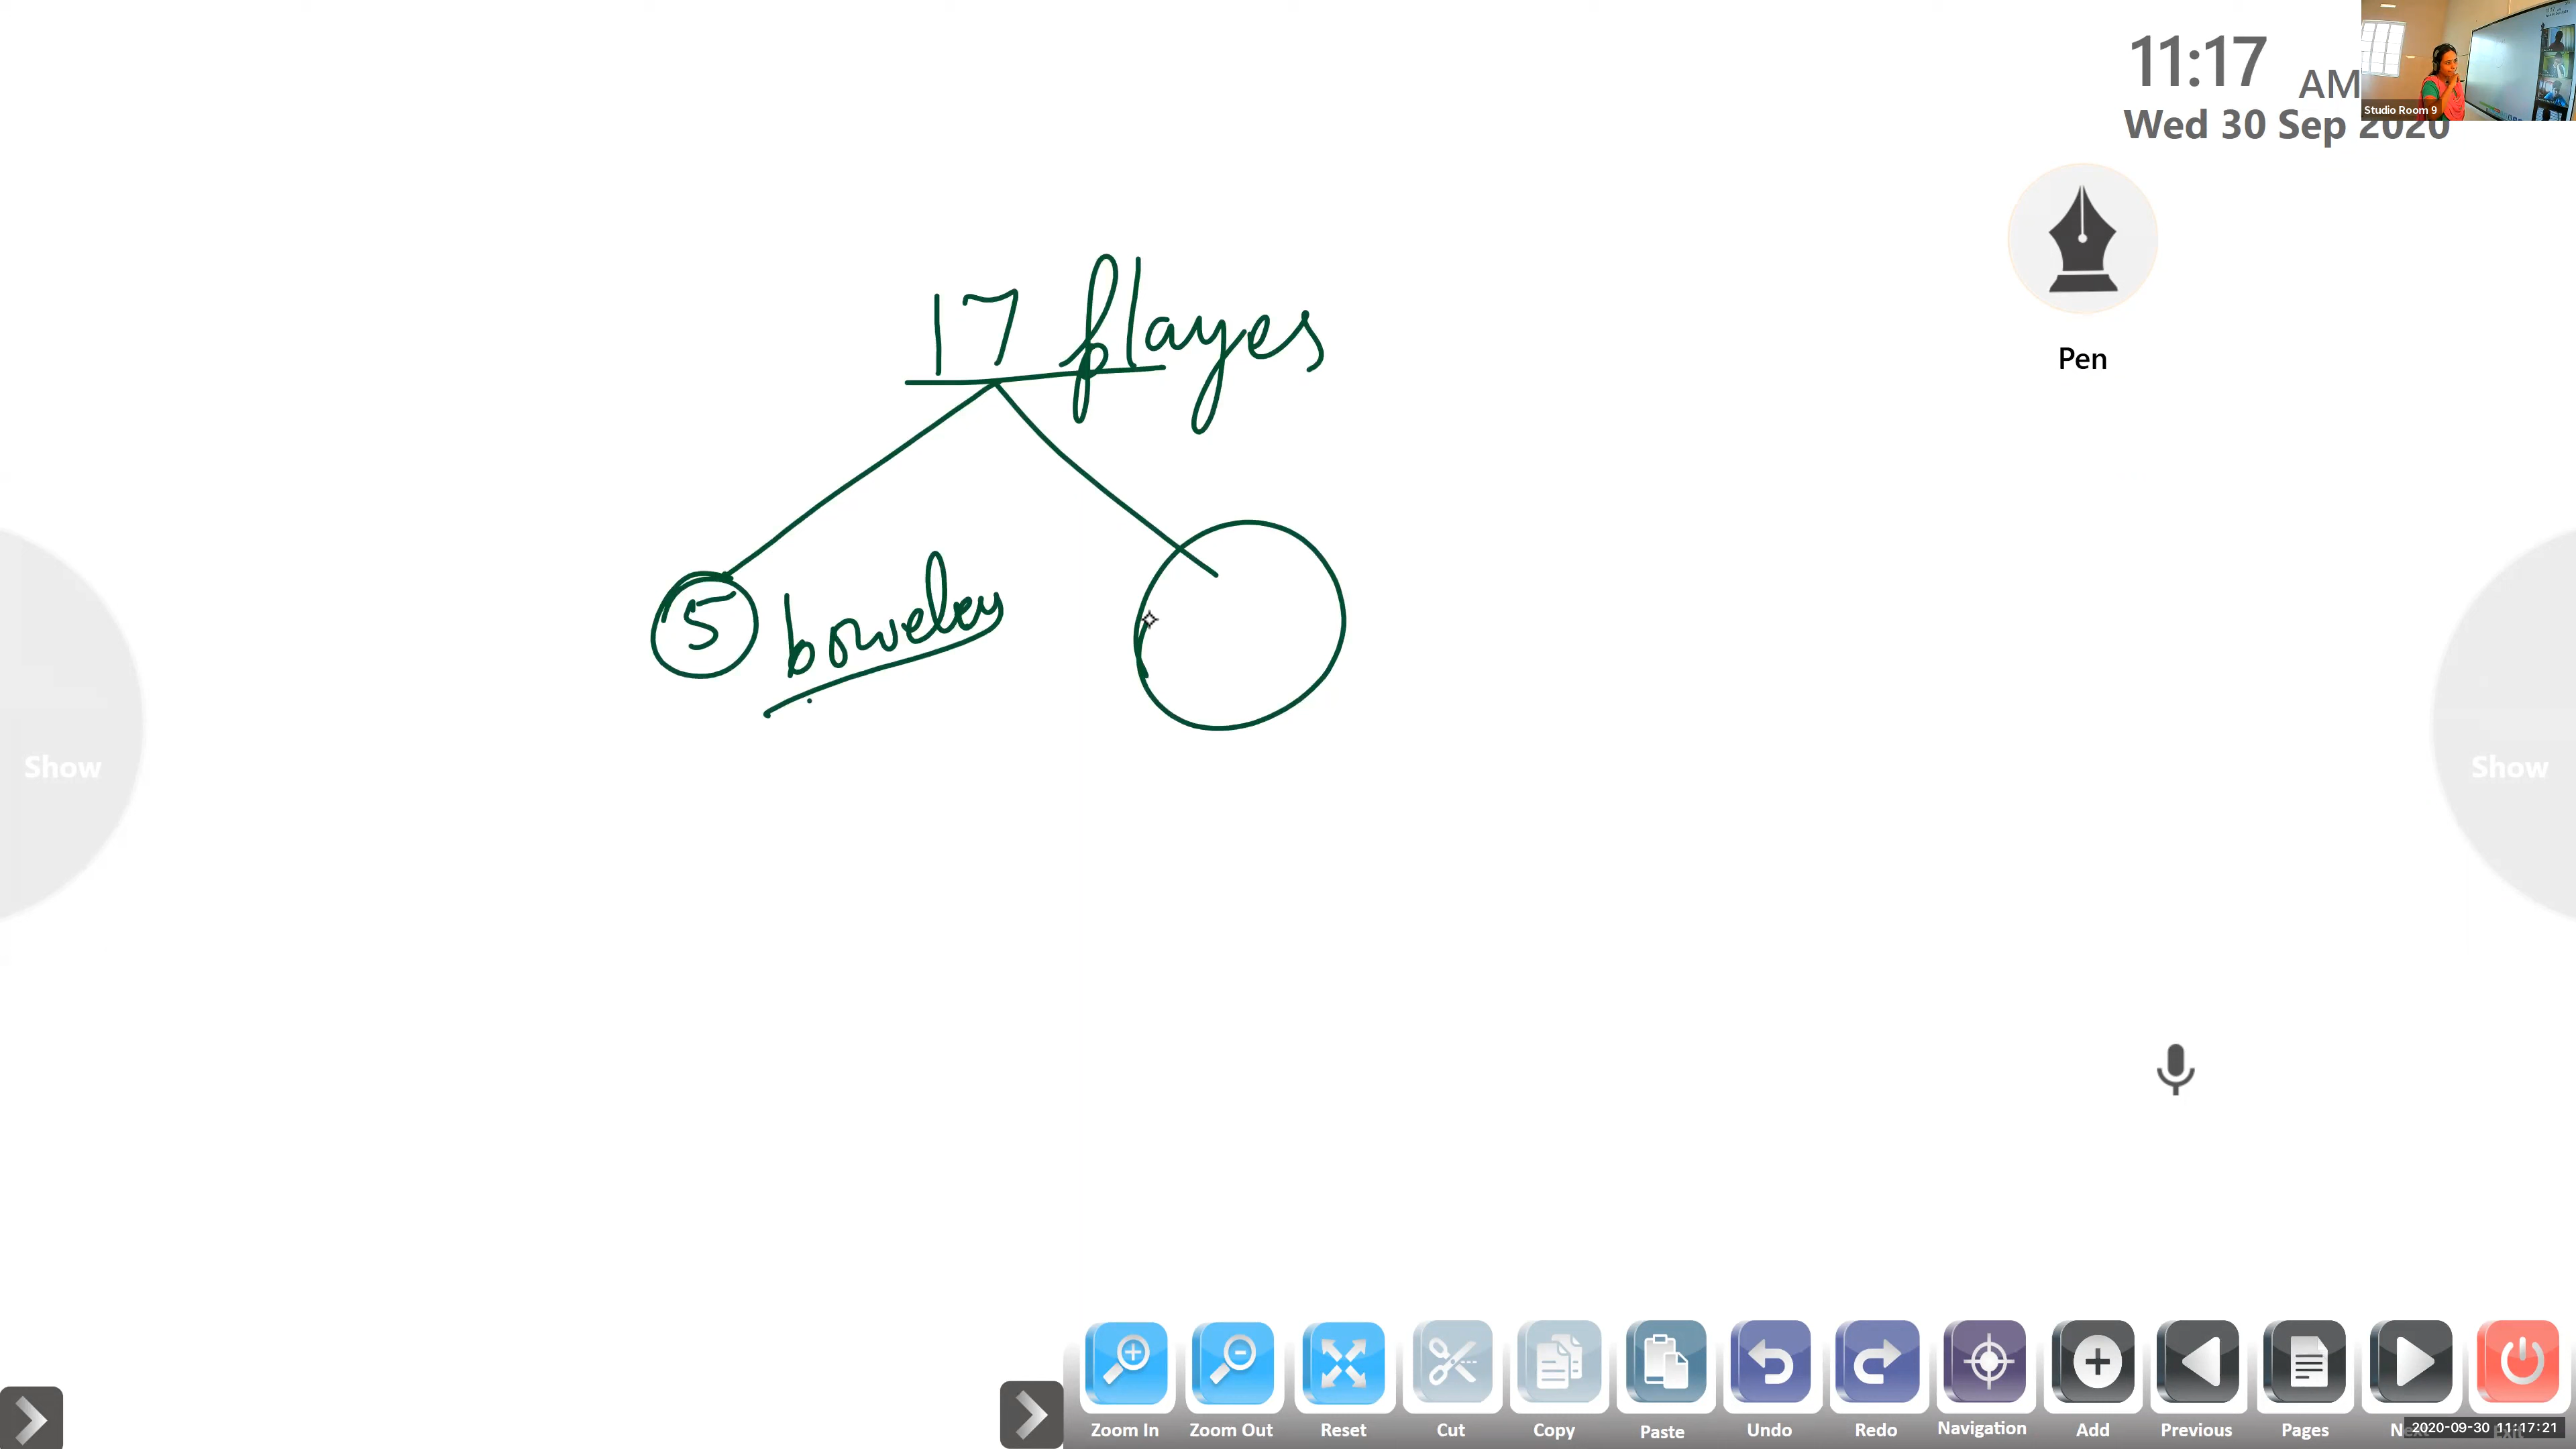 11:17 AM
Studio Room 9
Wed 30 Sep 2020
Pen
17 players
5 bowelers
Show
Show
Zoom In Zoom Out Reset Cut Copy Paste Undo Redo Navigation Add Previous Pages
2020-09-30 11:17:21